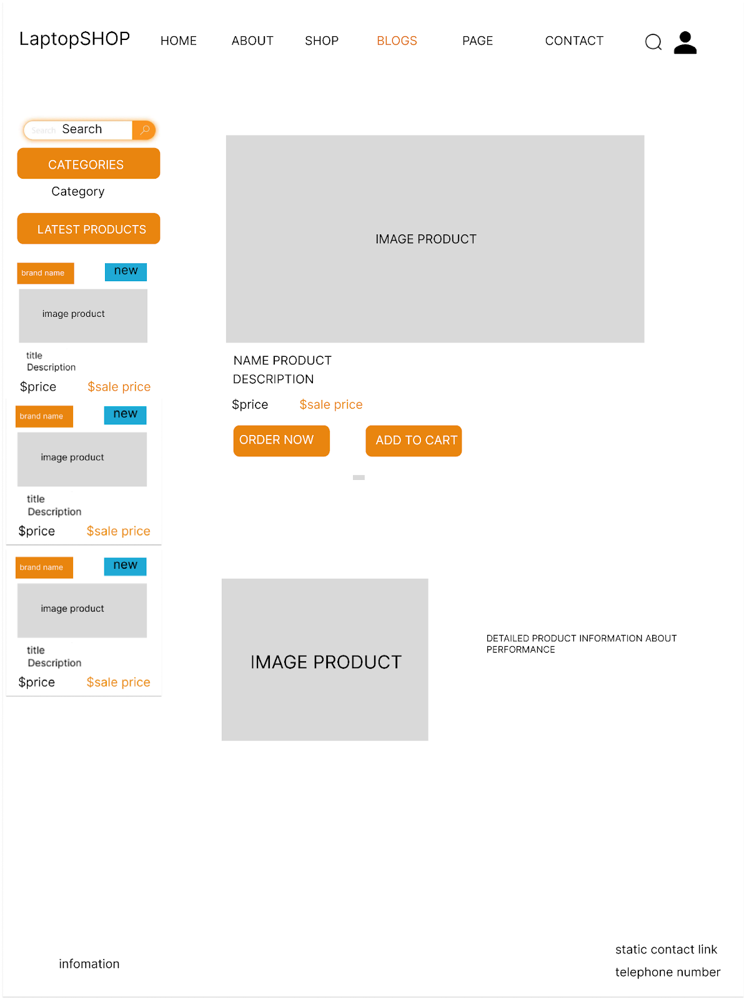 LaptopSHOP
HOME
ABOUT
SHOP
BLOGS
PAGE
CONTACT
Search Search
CATEGORIES
Category
LATEST PRODUCTS
brand name
new
image product
title
Description
$price
$sale price
brand name
new
image product
title
Description
$price
$sale price
brand name
new
image product
title
Description
$price
$sale price
IMAGE PRODUCT
NAME PRODUCT
DESCRIPTION
$price
$sale price
ORDER NOW
ADD TO CART
IMAGE PRODUCT
DETAILED PRODUCT INFORMATION ABOUT
PERFORMANCE
infomation
static contact link
telephone number